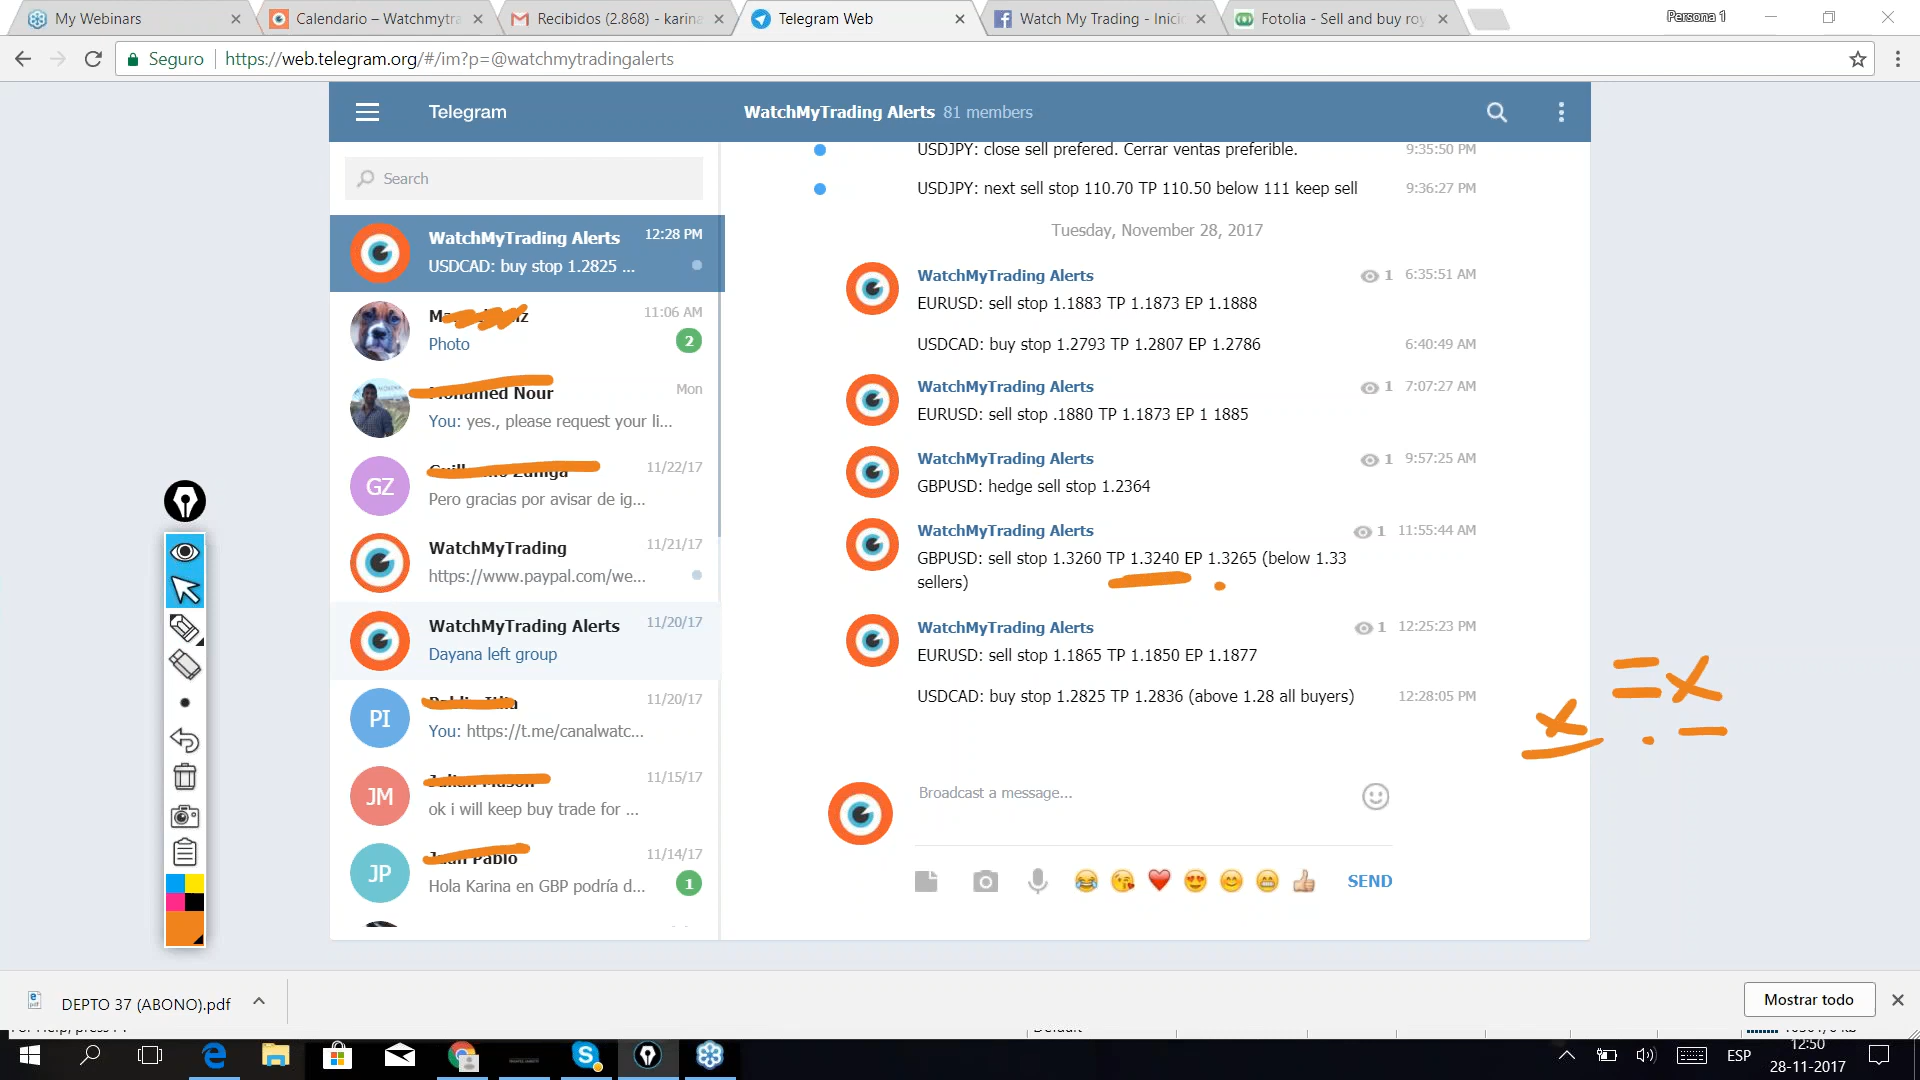 My Webinars
Calendario – Watchmytra
Recibidos (2.868) - karina
Telegram Web
Watch My Trading - Inici
Fotolia - Sell and buy roy
Persona 1
Seguro
https://web.telegram.org/#/im?p=@watchmytradingalerts
Telegram
WatchMyTrading Alerts 81 members
Search
WatchMyTrading Alerts 12:28 PM
USDCAD: buy stop 1.2825 ...
11:06 AM
Photo
2
Mohamed Nour Mon
You: yes., please request your li...
11/22/17
GZ
Pero gracias por avisar de ig...
WatchMyTrading 11/21/17
https://www.paypal.com/we...
WatchMyTrading Alerts 11/20/17
Dayana left group
11/20/17
PI
You: https://t.me/canalwatc...
11/15/17
JM
ok i will keep buy trade for ...
Juan Pablo 11/14/17
JP
Hola Karina en GBP podría d...
1
USDJPY: close sell prefered. Cerrar ventas preferible. 9:35:50 PM
USDJPY: next sell stop 110.70 TP 110.50 below 111 keep sell 9:36:27 PM
Tuesday, November 28, 2017
WatchMyTrading Alerts 1 6:35:51 AM
EURUSD: sell stop 1.1883 TP 1.1873 EP 1.1888
USDCAD: buy stop 1.2793 TP 1.2807 EP 1.2786 6:40:49 AM
WatchMyTrading Alerts 1 7:07:27 AM
EURUSD: sell stop .1880 TP 1.1873 EP 1 1885
WatchMyTrading Alerts 1 9:57:25 AM
GBPUSD: hedge sell stop 1.2364
WatchMyTrading Alerts 1 11:55:44 AM
GBPUSD: sell stop 1.3260 TP 1.3240 EP 1.3265 (below 1.33
sellers)
WatchMyTrading Alerts 1 12:25:23 PM
EURUSD: sell stop 1.1865 TP 1.1850 EP 1.1877
USDCAD: buy stop 1.2825 TP 1.2836 (above 1.28 all buyers) 12:28:05 PM
=x
x . –
Broadcast a message...
SEND
DEPTO 37 (ABONO).pdf
Mostrar todo
ESP
12:50
28-11-2017